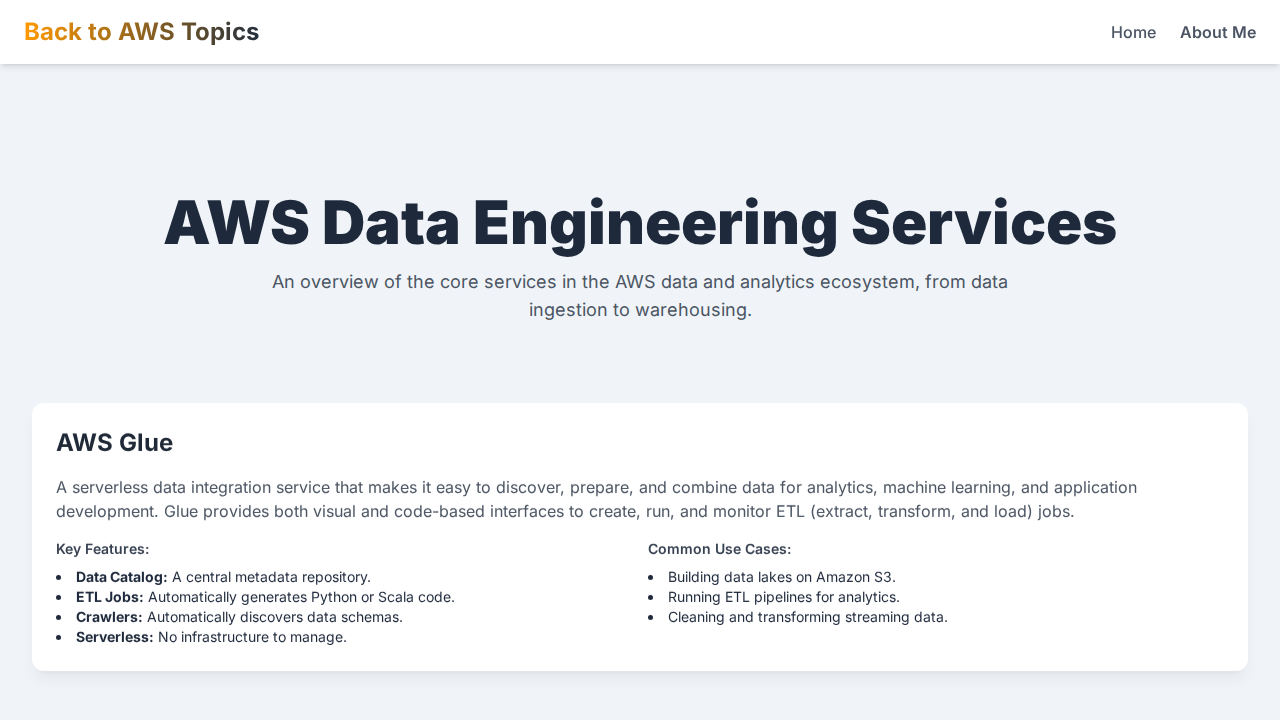 Back to AWS Topics
Home
About Me
AWS Data Engineering Services
An overview of the core services in the AWS data and analytics ecosystem, from data
ingestion to warehousing.
AWS Glue
A serverless data integration service that makes it easy to discover, prepare, and combine data for analytics, machine learning, and application
development. Glue provides both visual and code-based interfaces to create, run, and monitor ETL (extract, transform, and load) jobs.
Key Features:
Data Catalog: A central metadata repository.
ETL Jobs: Automatically generates Python or Scala code.
Crawlers: Automatically discovers data schemas.
Serverless: No infrastructure to manage.
Common Use Cases:
Building data lakes on Amazon S3.
Running ETL pipelines for analytics.
Cleaning and transforming streaming data.